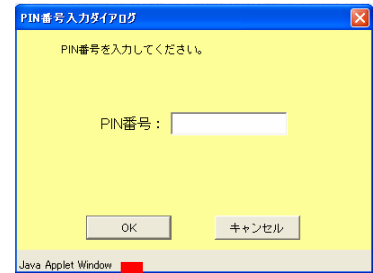 PIN番号入力ダイアログ
PIN番号を入力してください。
PIN番号：
OK
キャンセル
Java Applet Window